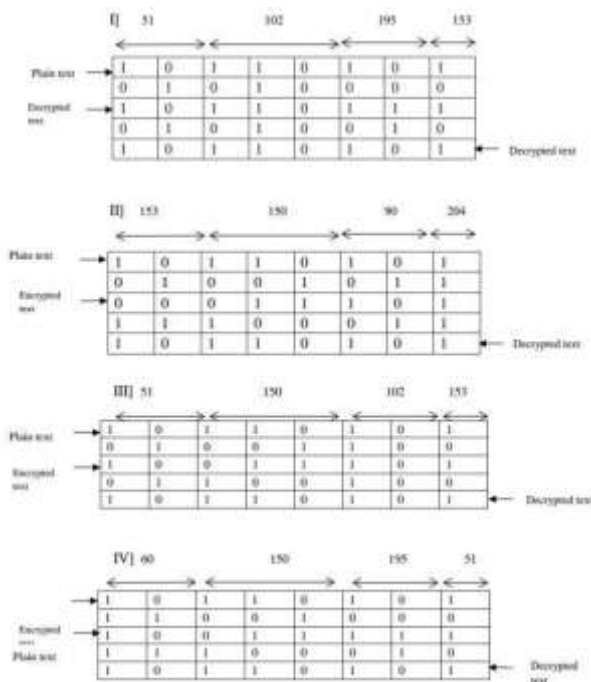 I] 51 102 195 153
Plain text 1 0 1 1 0 1 0 1
0 1 0 1 0 0 0 0
Encrypted text 1 0 1 1 0 1 1 1
0 1 0 1 0 0 1 0
1 0 1 1 0 1 0 1 Decrypted text
II] 153 150 90 204
Plain text 1 0 1 1 0 1 0 1
0 1 0 0 1 0 1 1
Encrypted text 0 0 0 1 1 1 0 1
1 1 1 0 0 0 1 1
1 0 1 1 0 1 0 1 Decrypted text
III] 51 150 102 153
Plain text 1 0 1 1 0 1 0 1
0 1 0 0 1 1 0 0
Encrypted text 1 0 0 1 1 1 0 1
0 1 1 0 0 1 0 0
1 0 1 1 0 1 0 1 Decrypted text
IV] 60 150 195 51
1 0 1 1 0 1 0 1
1 1 0 0 1 0 0 0
Encrypted 1 0 0 1 1 1 1 1
Plain text 1 1 1 0 0 0 1 0
1 0 1 1 0 1 0 1 Decrypted text